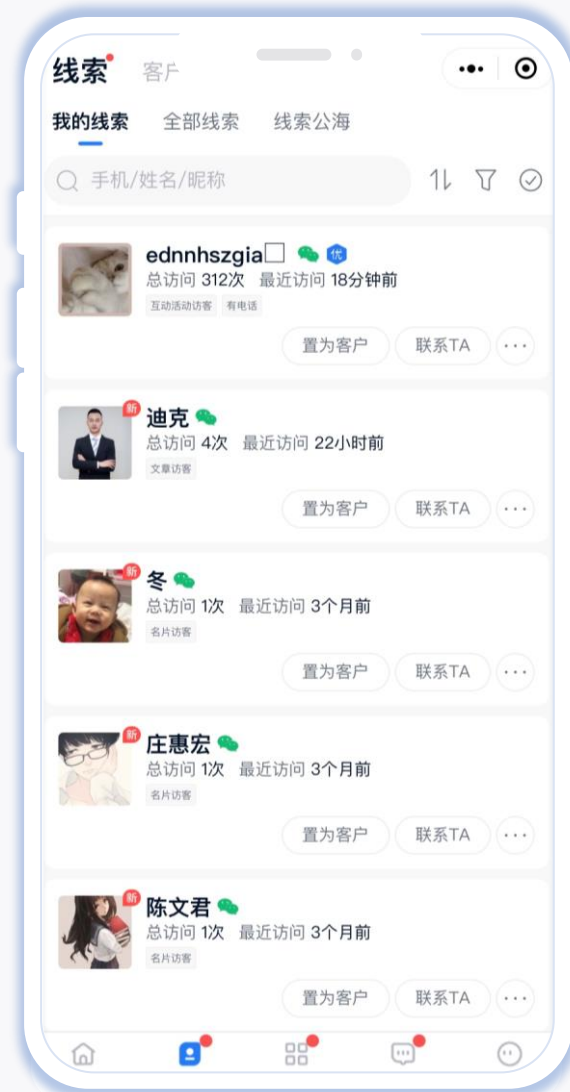 线索 客户
我的线索 全部线索 线索公海
手机/姓名/昵称
ednnhszgia□ 优
总访问 312次 最近访问 18分钟前
互动活动访客 有电话
置为客户 联系TA ···
新 迪克
总访问 4次 最近访问 22小时前
文章访客
置为客户 联系TA ···
新 冬
总访问 1次 最近访问 3个月前
名片访客
置为客户 联系TA ···
新 庄惠宏
总访问 1次 最近访问 3个月前
名片访客
置为客户 联系TA ···
新 陈文君
总访问 1次 最近访问 3个月前
名片访客
置为客户 联系TA ···